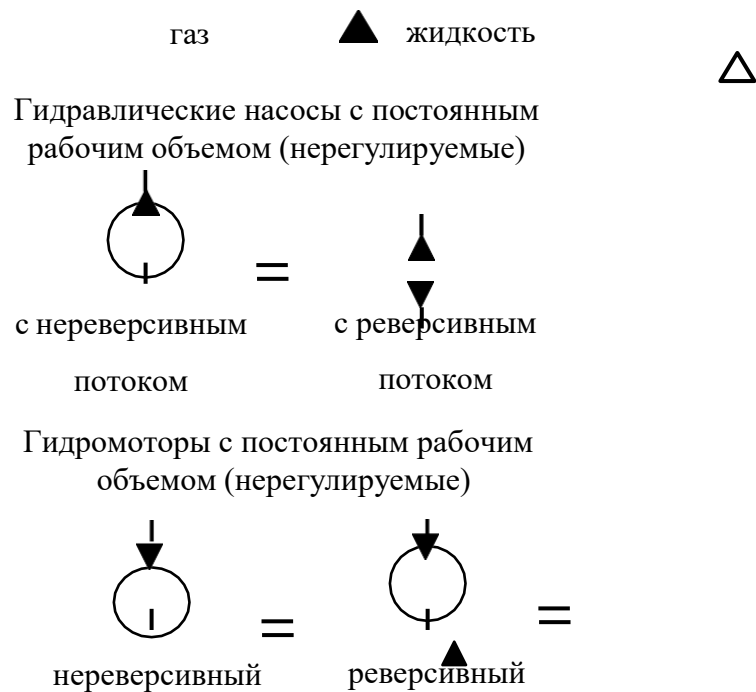 газ жидкость
Гидравлические насосы с постоянным
рабочим объемом (нерегулируемые)
с нереверсивным с реверсивным
потоком потоком
Гидромоторы с постоянным рабочим
объемом (нерегулируемые)
нереверсивный реверсивный